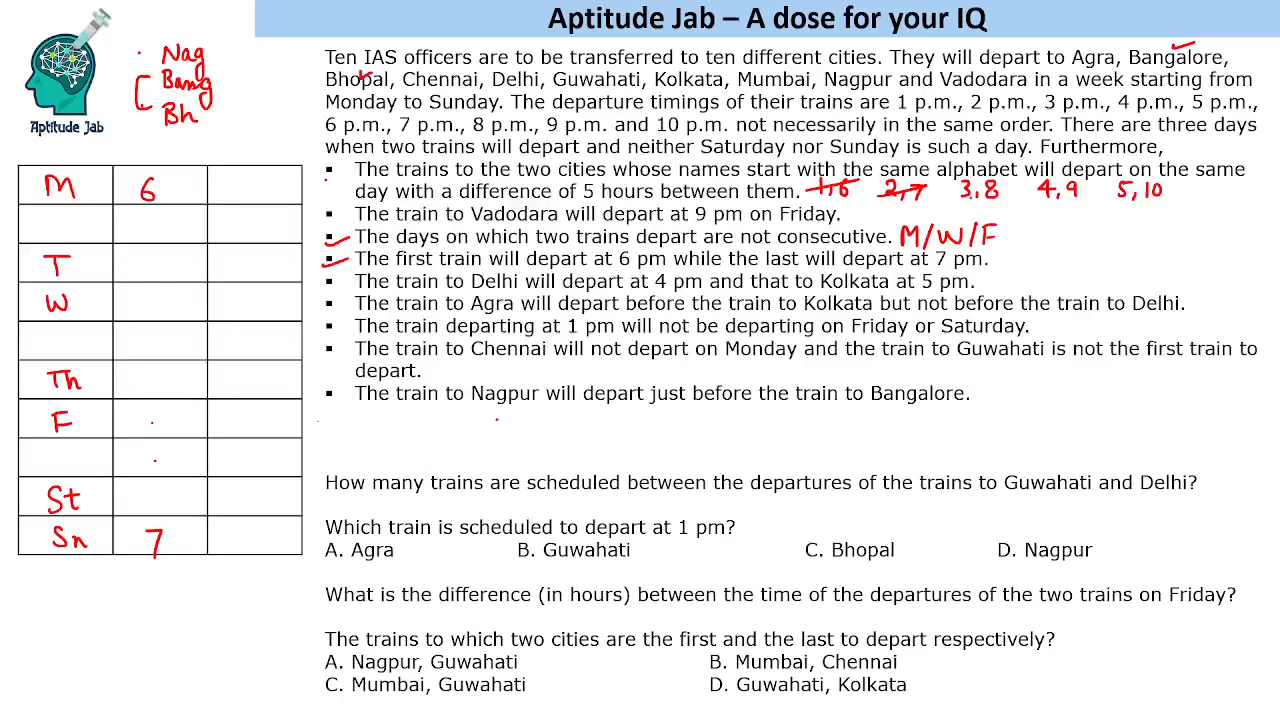 Aptitude Jab – A dose for your IQ
Nag
Bang
Bh
Aptitude Jab
Ten IAS officers are to be transferred to ten different cities. They will depart to Agra, Bangalore,
Bhopal, Chennai, Delhi, Guwahati, Kolkata, Mumbai, Nagpur and Vadodara in a week starting from
Monday to Sunday. The departure timings of their trains are 1 p.m., 2 p.m., 3 p.m., 4 p.m., 5 p.m.,
6 p.m., 7 p.m., 8 p.m., 9 p.m. and 10 p.m. not necessarily in the same order. There are three days
when two trains will depart and neither Saturday nor Sunday is such a day. Furthermore,
▪ The trains to the two cities whose names start with the same alphabet will depart on the same
day with a difference of 5 hours between them. 1,6 2,7 3,8 4,9 5,10
▪ The train to Vadodara will depart at 9 pm on Friday.
▪ The days on which two trains depart are not consecutive. M/W/F
▪ The first train will depart at 6 pm while the last will depart at 7 pm.
▪ The train to Delhi will depart at 4 pm and that to Kolkata at 5 pm.
▪ The train to Agra will depart before the train to Kolkata but not before the train to Delhi.
▪ The train departing at 1 pm will not be departing on Friday or Saturday.
▪ The train to Chennai will not depart on Monday and the train to Guwahati is not the first train to
depart.
▪ The train to Nagpur will depart just before the train to Bangalore.
M 6
T
W
Th
F
St
Sn 7
How many trains are scheduled between the departures of the trains to Guwahati and Delhi?
Which train is scheduled to depart at 1 pm?
A. Agra B. Guwahati C. Bhopal D. Nagpur
What is the difference (in hours) between the time of the departures of the two trains on Friday?
The trains to which two cities are the first and the last to depart respectively?
A. Nagpur, Guwahati B. Mumbai, Chennai
C. Mumbai, Guwahati D. Guwahati, Kolkata